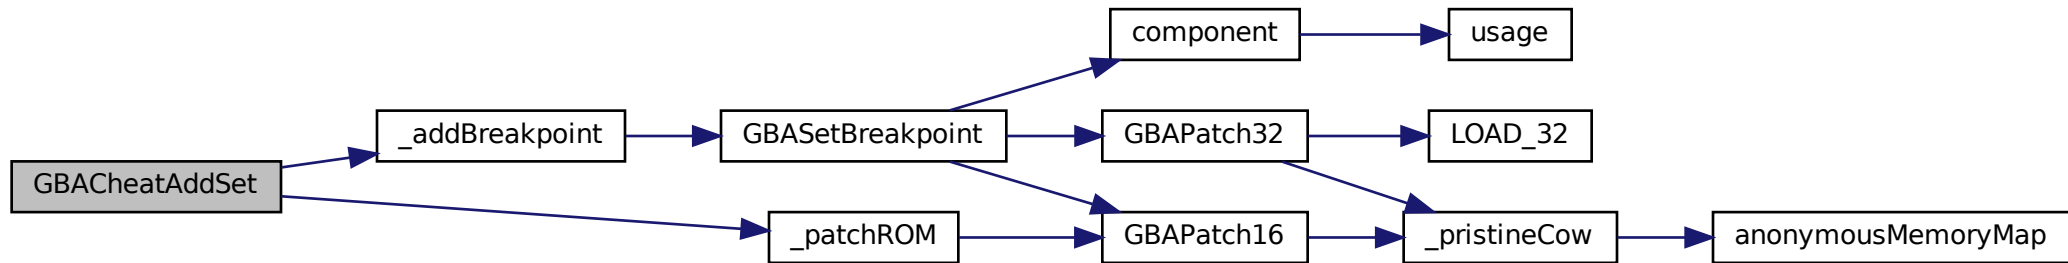 component
usage
_addBreakpoint
GBASetBreakpoint
GBAPatch32
LOAD_32
GBACheatAddSet
_patchROM
GBAPatch16
_pristineCow
anonymousMemoryMap